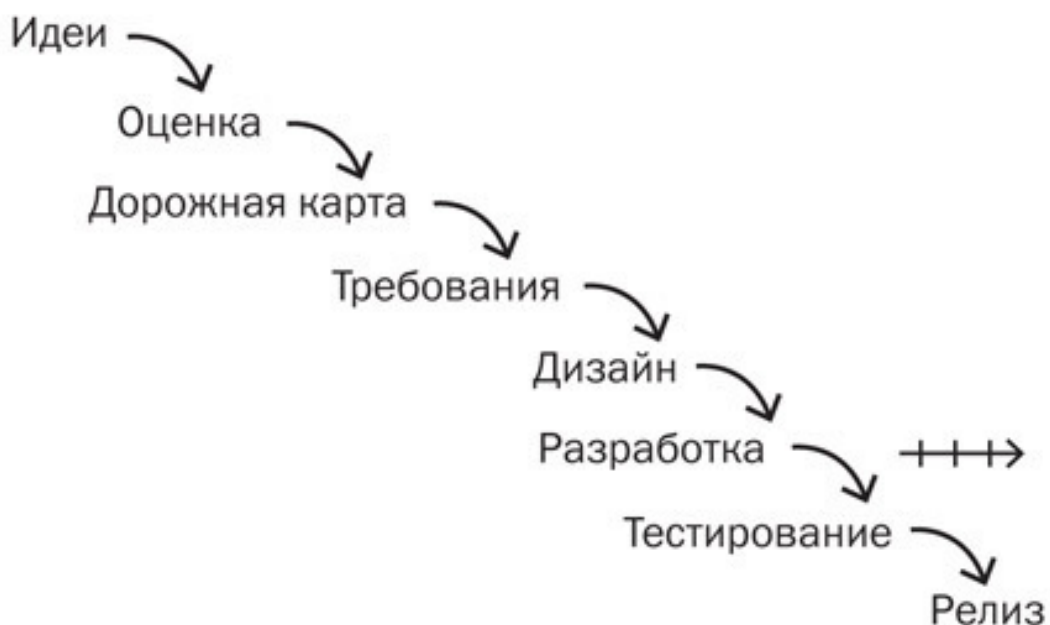 Идеи
Оценка
Дорожная карта
Требования
Дизайн
Разработка
Тестирование
Релиз